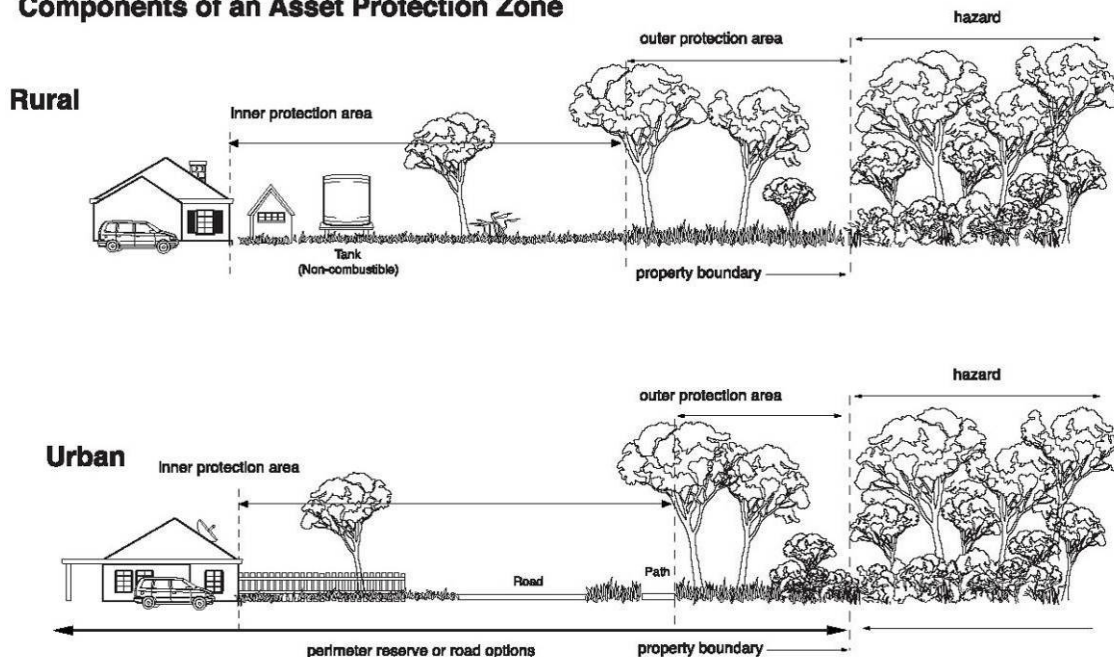 Components of an Asset Protection Zone
hazard
outer protection area
Rural
Inner protection area
Tank
(Non-combustible)
property boundary
hazard
outer protection area
Urban
Inner protection area
Road
Path
perimeter reserve or road options
property boundary